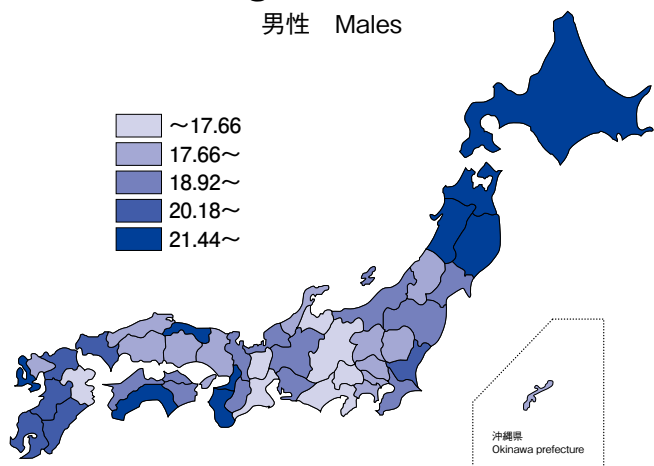 男性 Males
～17.66
17.66～
18.92～
20.18～
21.44～
沖縄県
Okinawa prefecture